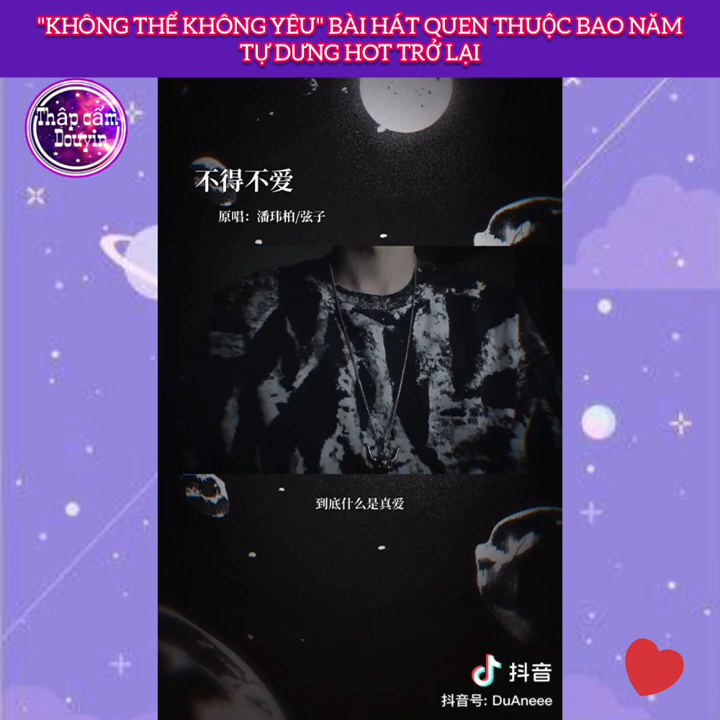 "KHÔNG THỂ KHÔNG YÊU" BÀI HÁT QUEN THUỘC BAO NĂM
TỰ DƯNG HOT TRỞ LẠI
Thập cẩm
Douyin
不得不爱
原唱：潘玮柏/弦子
到底什么是真爱
抖音
抖音号: DuAneee